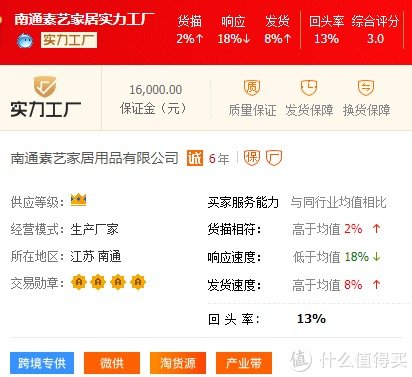 南通素艺家居实力工厂
实力工厂
货描 响应 发货 回头率 综合评分
2%↑ 18%↓ 8%↑ 13% 3.0
实力工厂
16,000.00
保证金（元）
质量保证 发货保障 换货保障
南通素艺家居用品有限公司 诚 6年 保 厂
供应等级：
经营模式：生产厂家
所在地区：江苏 南通
交易勋章：A A A A
买家服务能力 与同行业均值相比
货描相符：高于均值 2% ↑
响应速度：低于均值 18%↓
发货速度：高于均值 8% ↑
回 头 率： 13%
跨境专供 微供 淘货源 产业带
值 什么值得买